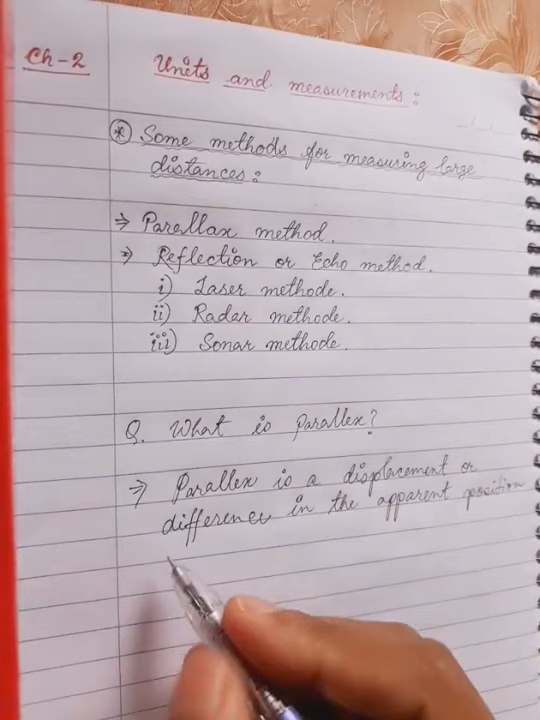 Ch-2 Units and measurements:
* Some methods for measuring large
distances:
⇒ Parallax method.
⇒ Reflection or Echo method.
i) Laser methode.
ii) Radar methode.
iii) Sonar methode.
Q. What is parallex?
⇒ Parallex is a displacement or
difference in the apparent position